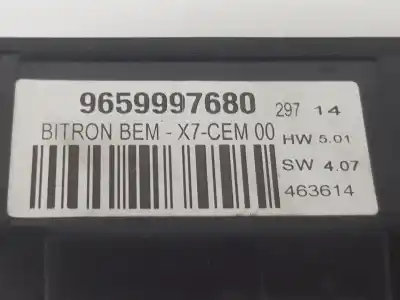 9659997680 297 14
BITRON BEM - X7-CEM 00 HW 5.01
SW 4.07
463614